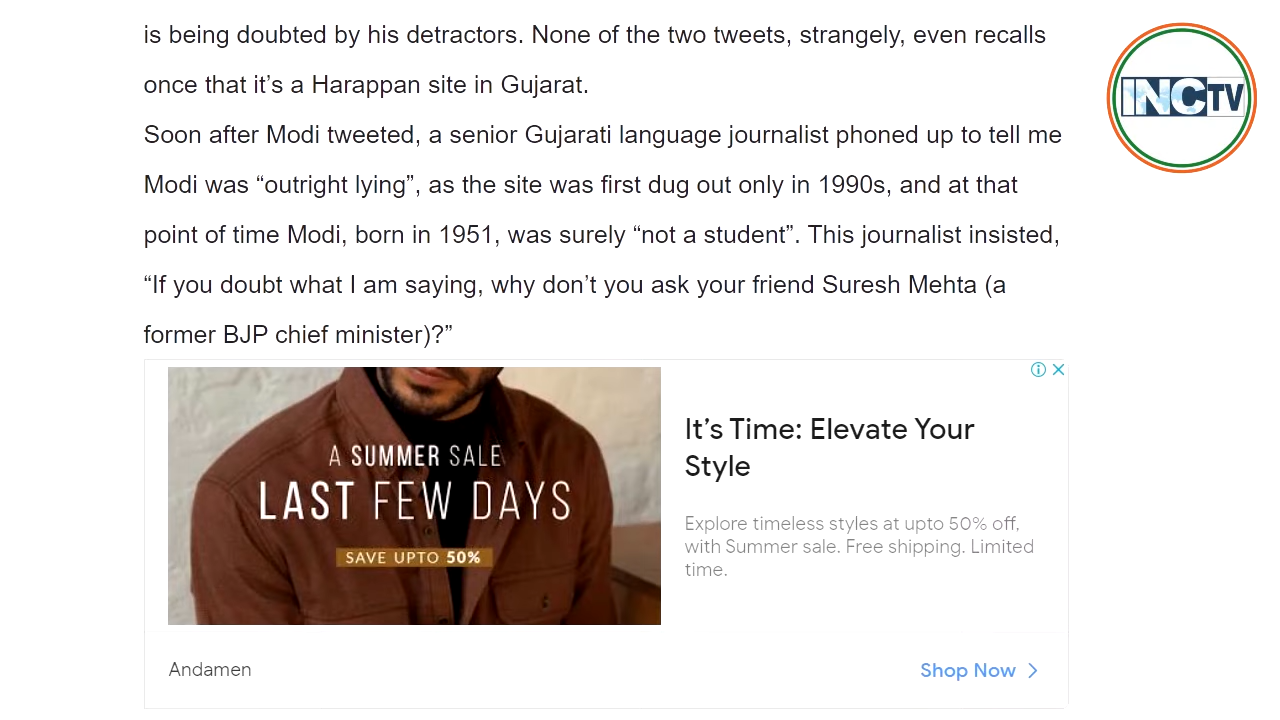 is being doubted by his detractors. None of the two tweets, strangely, even recalls
once that it’s a Harappan site in Gujarat.
Soon after Modi tweeted, a senior Gujarati language journalist phoned up to tell me
Modi was “outright lying”, as the site was first dug out only in 1990s, and at that
point of time Modi, born in 1951, was surely “not a student”. This journalist insisted,
“If you doubt what I am saying, why don’t you ask your friend Suresh Mehta (a
former BJP chief minister)?”
INCTV
A SUMMER SALE
LAST FEW DAYS
SAVE UPTO 50%
It’s Time: Elevate Your
Style
Explore timeless styles at upto 50% off,
with Summer sale. Free shipping. Limited
time.
Andamen
Shop Now